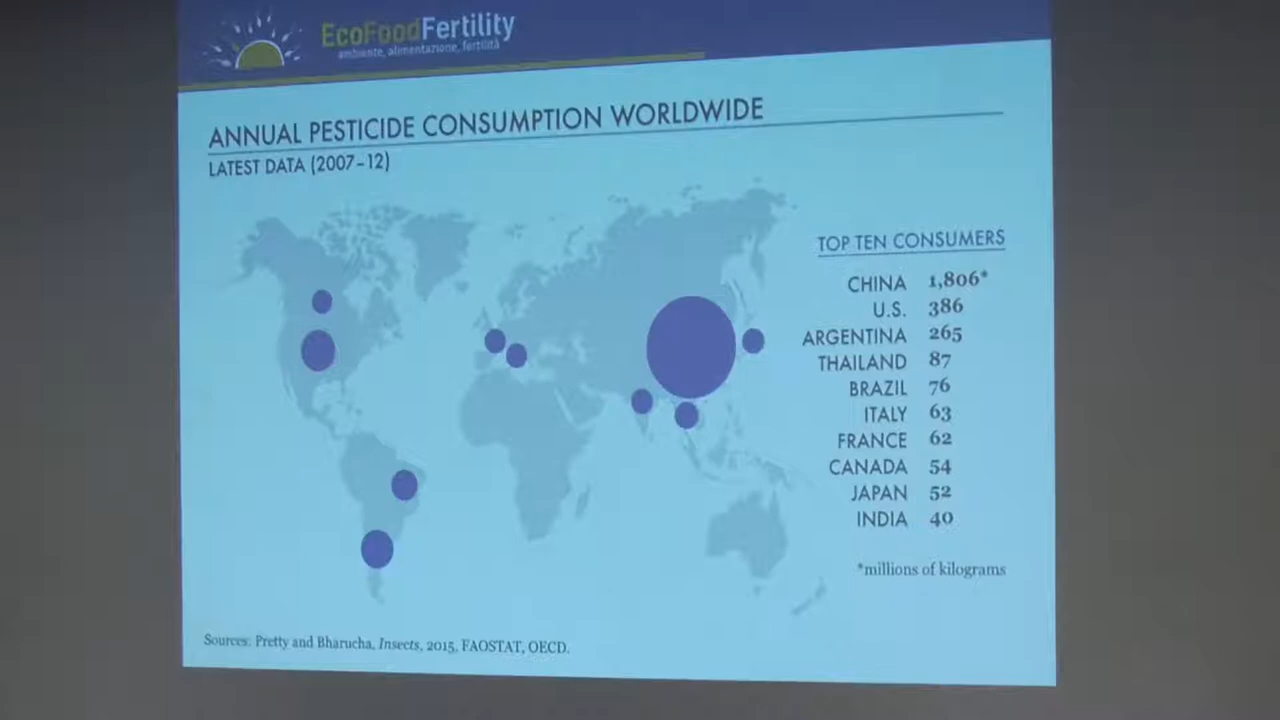 EcoFoodFertility
ambiente, alimentazione, fertilità
ANNUAL PESTICIDE CONSUMPTION WORLDWIDE
LATEST DATA (2007–12)
TOP TEN CONSUMERS
CHINA 1,806*
U.S. 386
ARGENTINA 265
THAILAND 87
BRAZIL 76
ITALY 63
FRANCE 62
CANADA 54
JAPAN 52
INDIA 40
*millions of kilograms
Sources: Pretty and Bharucha, Insects, 2015, FAOSTAT, OECD.